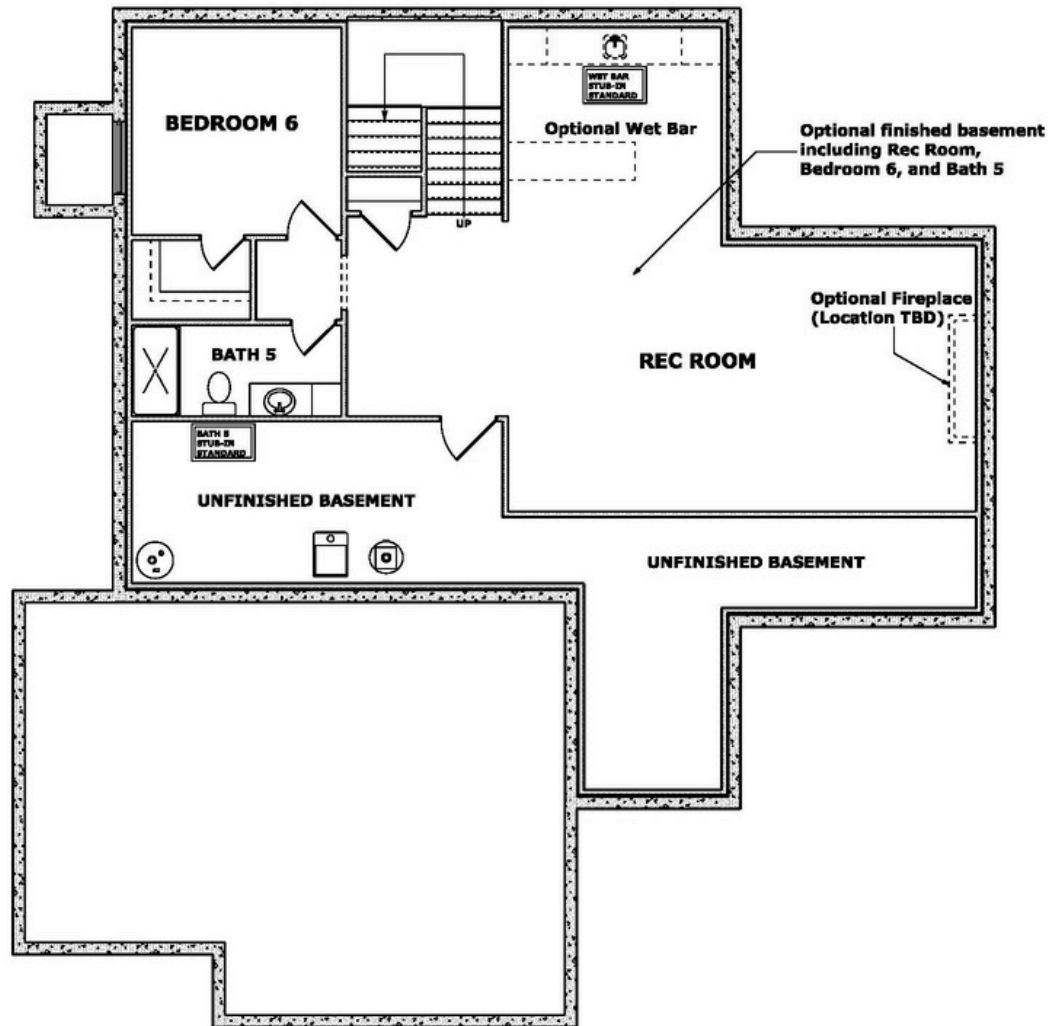 WET BAR
STUB-IN
STANDARD
BEDROOM 6
Optional Wet Bar
Optional finished basement
including Rec Room,
Bedroom 6, and Bath 5
UP
Optional Fireplace
(Location TBD)
BATH 5
REC ROOM
BATH 5
STUB-IN
STANDARD
UNFINISHED BASEMENT
UNFINISHED BASEMENT